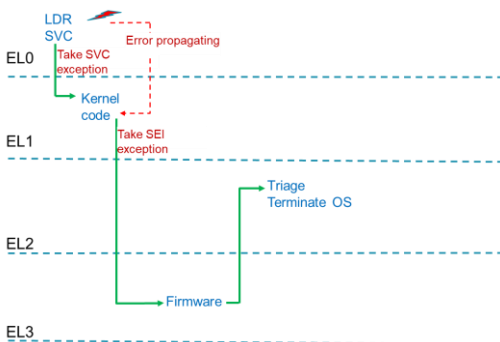 LDR
SVC
Error propagating
EL0
Take SVC
exception
Kernel
code
EL1
Take SEI
exception
Triage
Terminate OS
EL2
Firmware
EL3